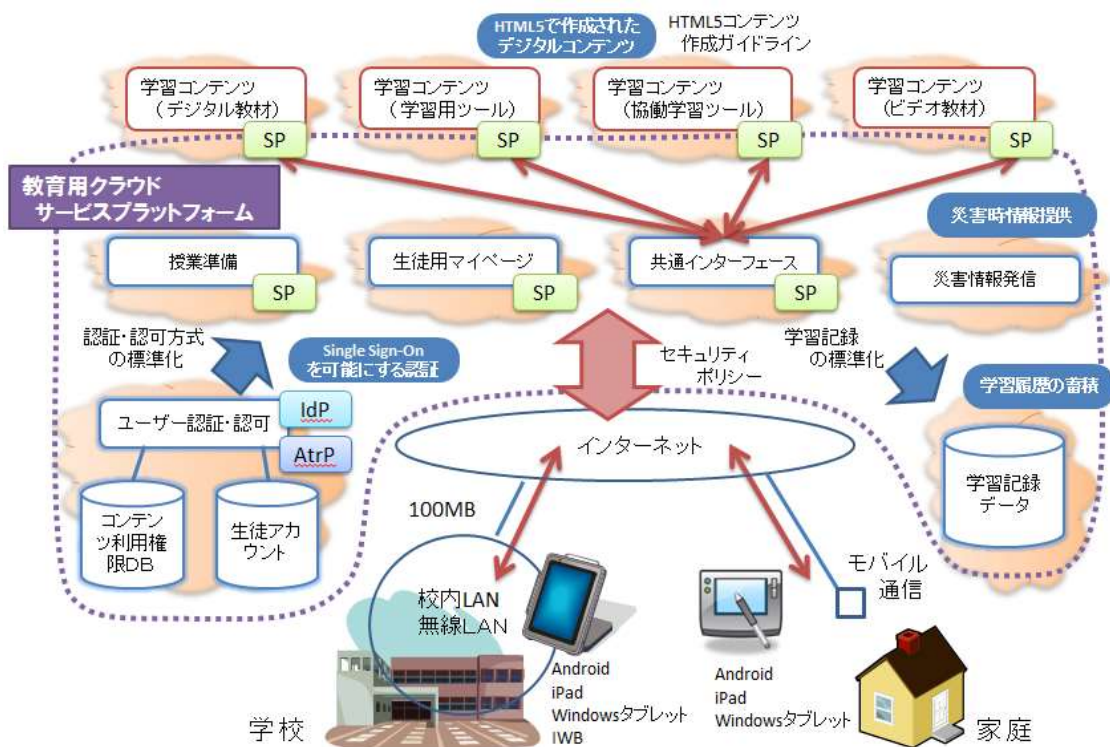 HTML5で作成された
デジタルコンテンツ
HTML5コンテンツ
作成ガイドライン
学習コンテンツ
（デジタル教材）
SP
学習コンテンツ
（学習用ツール）
SP
学習コンテンツ
（協働学習ツール）
SP
学習コンテンツ
（ビデオ教材）
SP
教育用クラウド
サービスプラットフォーム
災害時情報提供
授業準備
SP
生徒用マイページ
SP
共通インターフェース
SP
災害情報発信
認証・認可方式
の標準化
Single Sign-On
を可能にする認証
セキュリティ
ポリシー
学習記録
の標準化
学習履歴の蓄積
ユーザー認証・認可
IdP
AtrP
インターネット
コンテン
ツ利用権
限DB
生徒アカ
ウント
学習記録
データ
100MB
校内LAN
無線LAN
モバイル
通信
Android
iPad
Windowsタブレット
IWB
Android
iPad
Windowsタブレット
学校
家庭